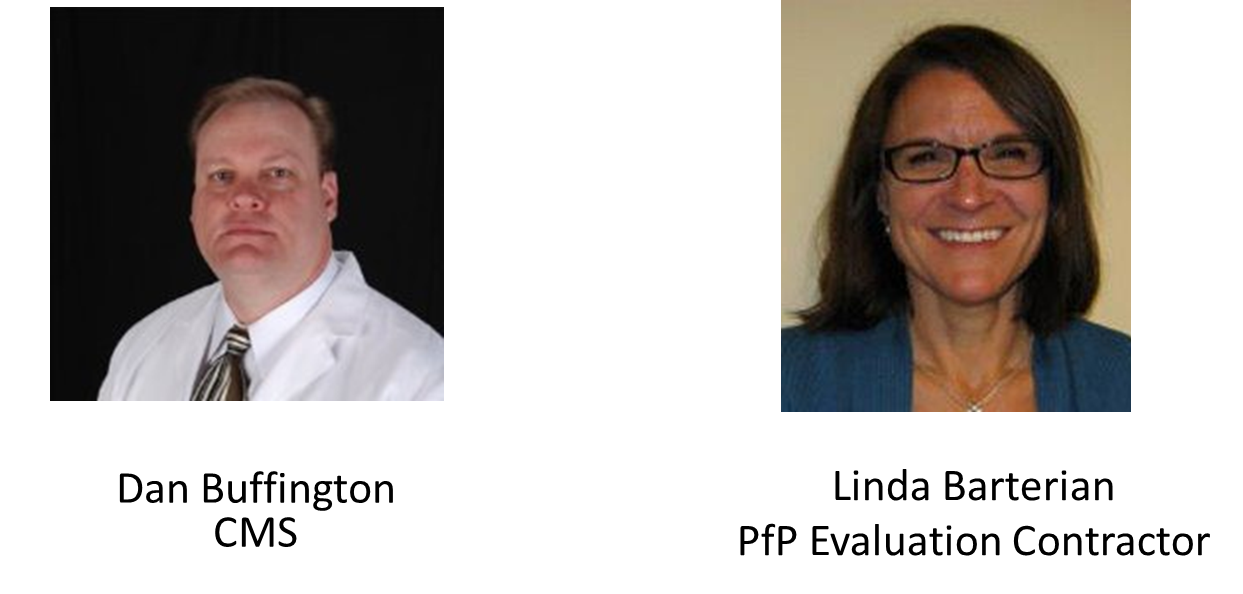 Dan Buffington
CMS
Linda Barterian
PfP Evaluation Contractor